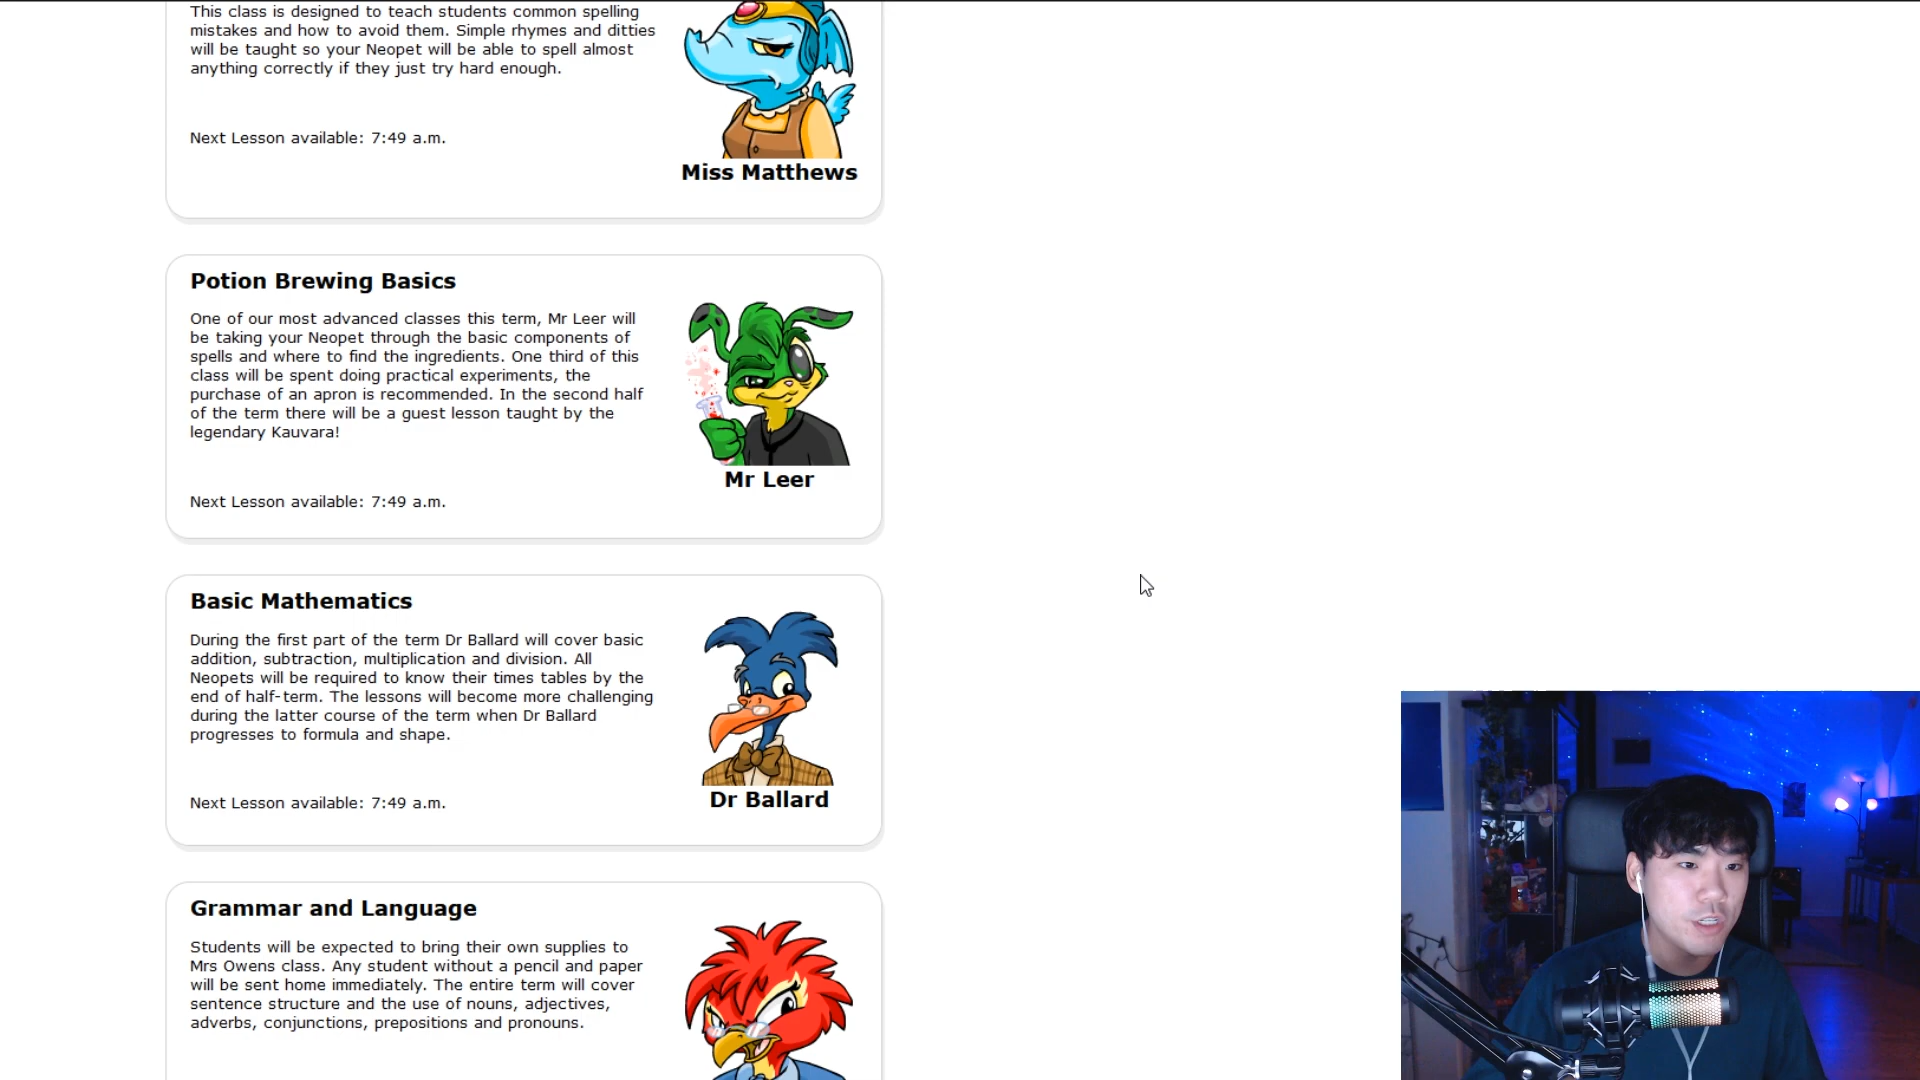 This class is designed to teach students common spelling
mistakes and how to avoid them. Simple rhymes and ditties
will be taught so your Neopet will be able to spell almost
anything correctly if they just try hard enough.
Next Lesson available: 7:49 a.m.
Miss Matthews
Potion Brewing Basics
One of our most advanced classes this term, Mr Leer will
be taking your Neopet through the basic components of
spells and where to find the ingredients. One third of this
class will be spent doing practical experiments, the
purchase of an apron is recommended. In the second half
of the term there will be a guest lesson taught by the
legendary Kauvara!
Next Lesson available: 7:49 a.m.
Mr Leer
Basic Mathematics
During the first part of the term Dr Ballard will cover basic
addition, subtraction, multiplication and division. All
Neopets will be required to know their times tables by the
end of half-term. The lessons will become more challenging
during the latter course of the term when Dr Ballard
progresses to formula and shape.
Next Lesson available: 7:49 a.m.
Dr Ballard
Grammar and Language
Students will be expected to bring their own supplies to
Mrs Owens class. Any student without a pencil and paper
will be sent home immediately. The entire term will cover
sentence structure and the use of nouns, adjectives,
adverbs, conjunctions, prepositions and pronouns.